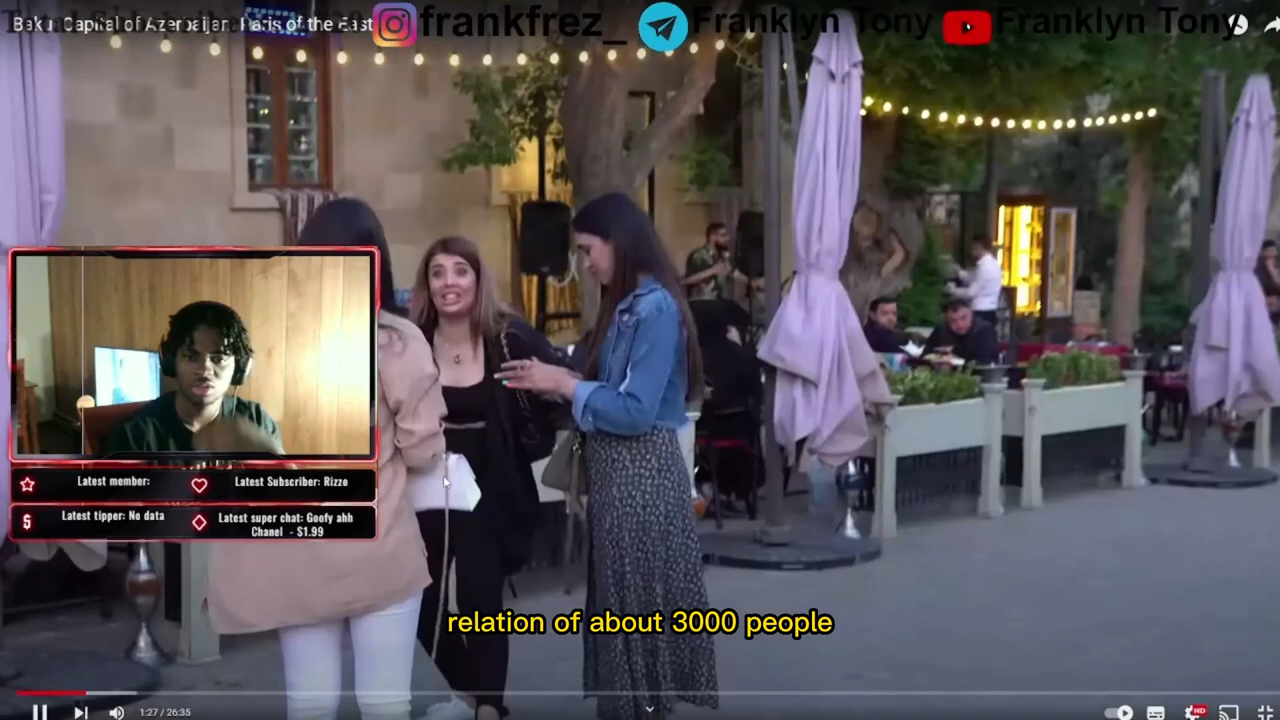 Baku: Capital of Azerbaijan: Paris of the East
frankfrez_
Franklyn Tony
Franklyn Tony
Latest member:
Latest Subscriber: Rizzo
Latest tipper: No data
Latest super chat: Goofy ahh
Chanel - $1.99
relation of about 3000 people
1:27 / 26:35
HD